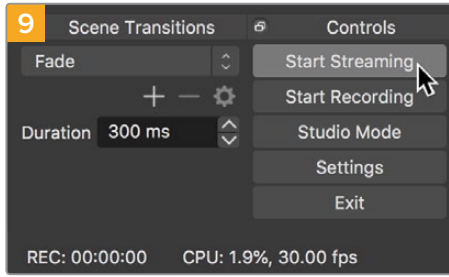 9
Scene Transitions
Controls
Fade
Start Streaming
Start Recording
Duration 300 ms
Studio Mode
Settings
Exit
REC: 00:00:00 CPU: 1.9%, 30.00 fps